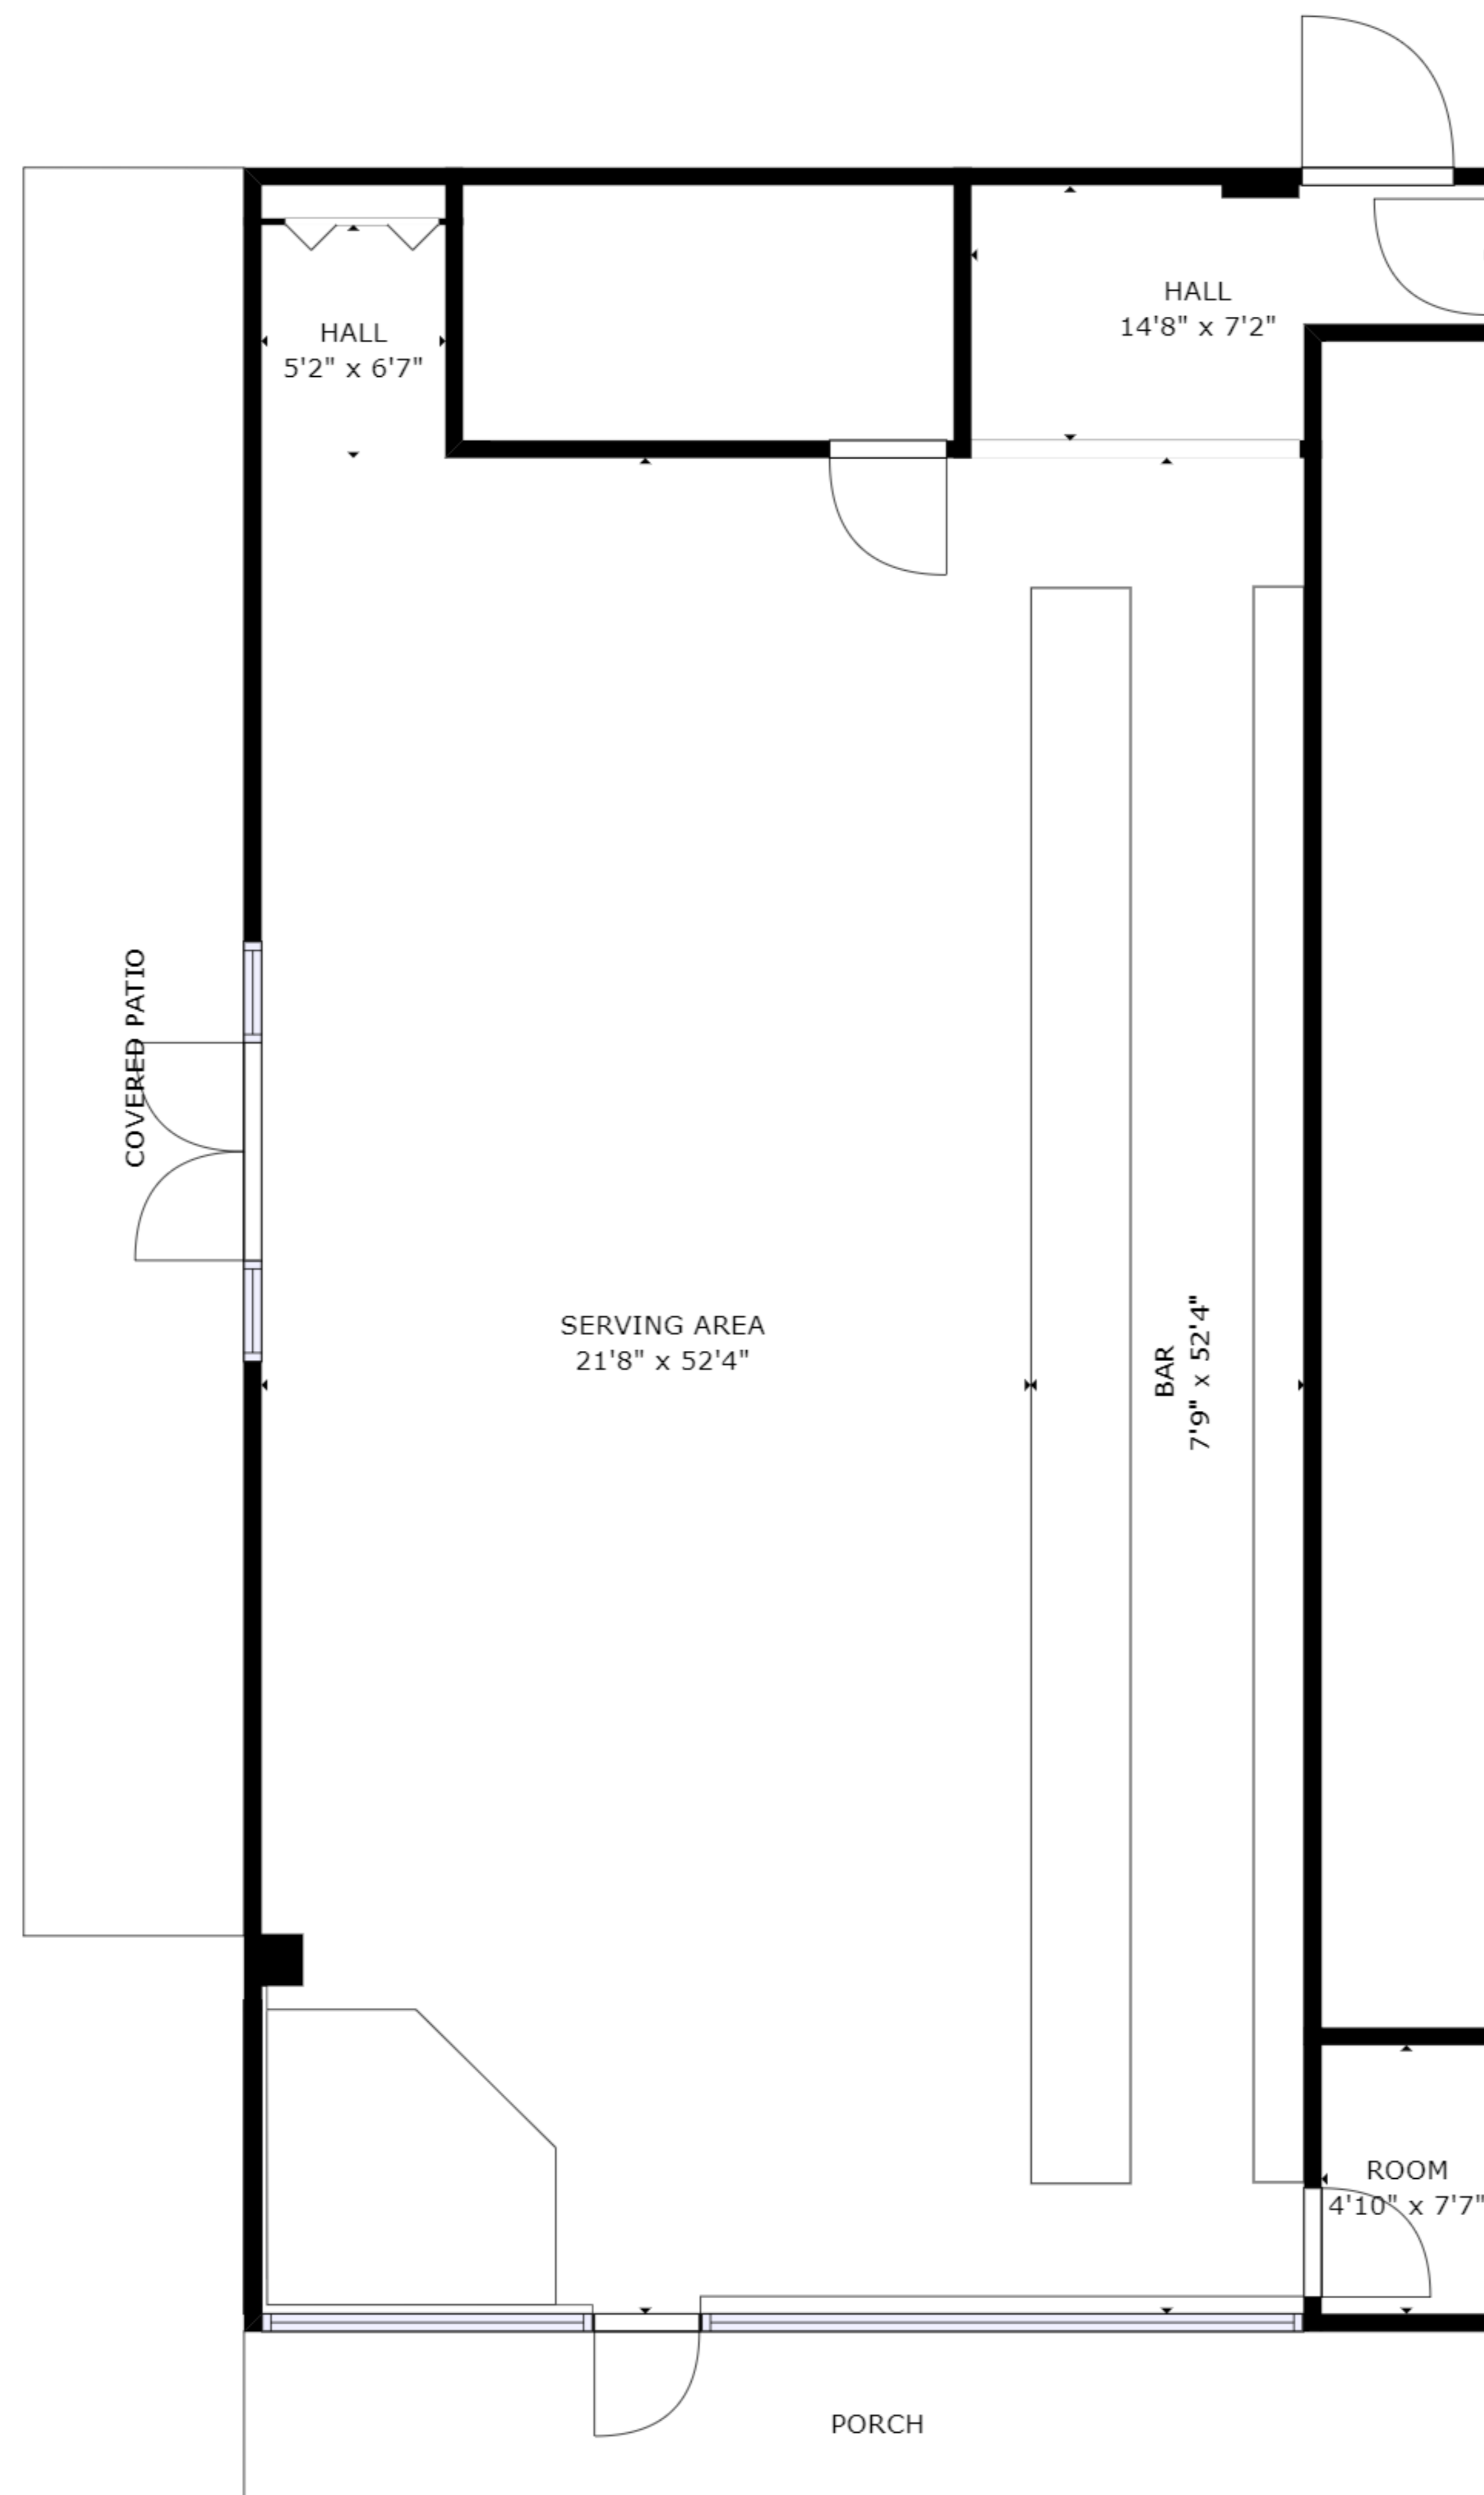 HALL
14'8" x 7'2"
HALL
5'2" x 6'7"
COVERED PATIO
SERVING AREA
21'8" x 52'4"
BAR
7'9" x 52'4"
ROOM
4'10" x 7'7"
PORCH